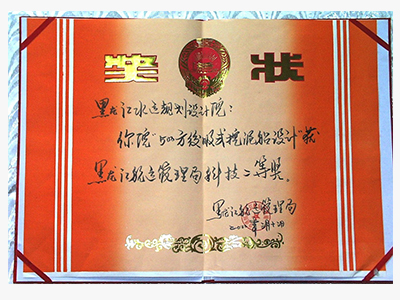 奖 状
黑龙江水运规划设计院：
你院"50方绞吸式挖泥船设计"获
黑龙江航运管理局科技二等奖。
黑龙江航运管理局